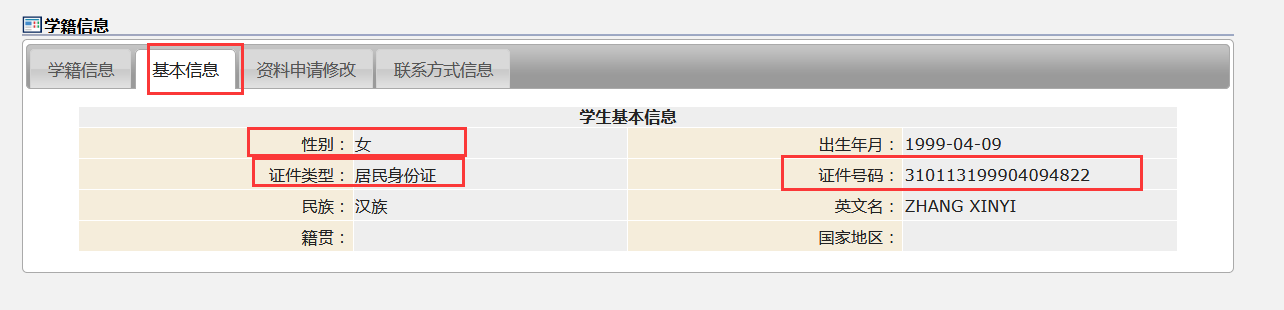 学籍信息
学籍信息 基本信息 资料申请修改 联系方式信息
学生基本信息
性别： 女 出生年月： 1999-04-09
证件类型： 居民身份证 证件号码： 310113199904094822
民族： 汉族 英文名： ZHANG XINYI
籍贯： 国家地区：